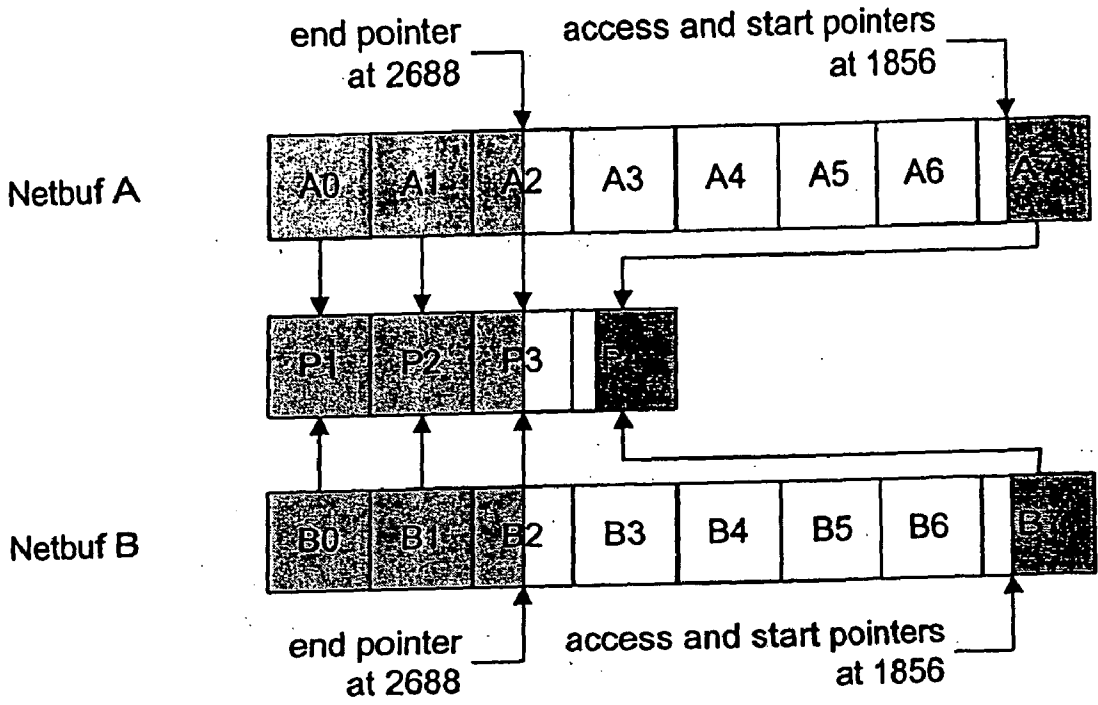 end pointer
at 2688
access and start pointers
at 1856
Netbuf A
A0 A1 A2 A3 A4 A5 A6 A7
P1 P2 P3
Netbuf B
B0 B1 B2 B3 B4 B5 B6
end pointer
at 2688
access and start pointers
at 1856